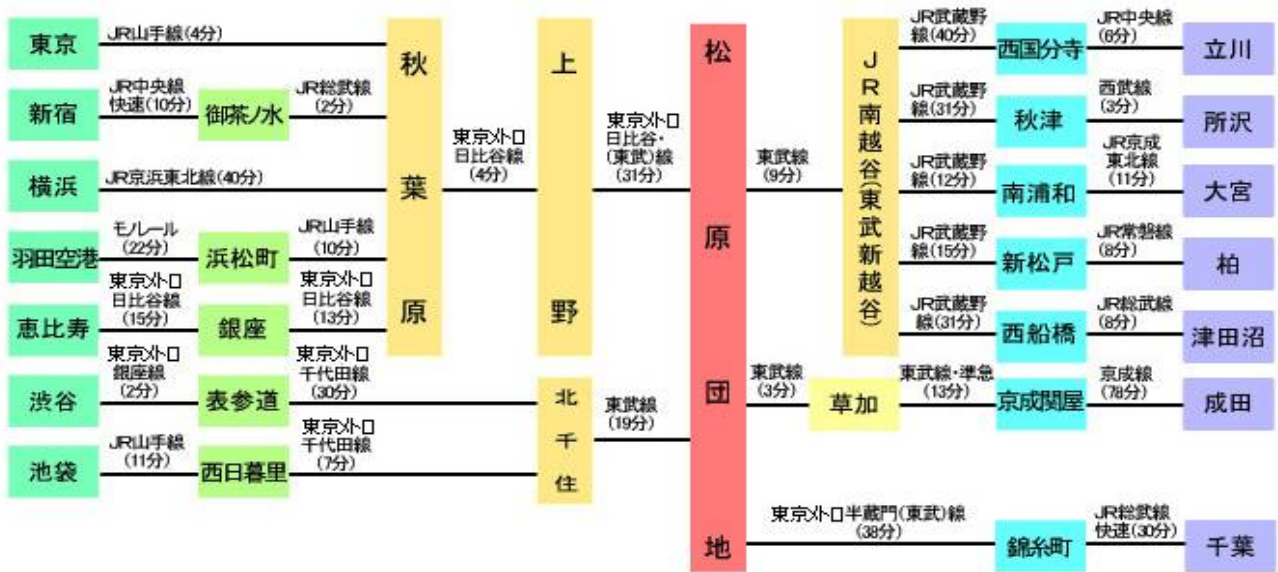 東京
JR山手線(4分)
新宿
JR中央線
快速(10分)
御茶ノ水
JR総武線
(2分)
横浜
JR京浜東北線(40分)
羽田空港
モノレール
(22分)
浜松町
JR山手線
(10分)
恵比寿
東京メトロ
日比谷線
(15分)
銀座
東京メトロ
日比谷線
(13分)
渋谷
東京メトロ
銀座線
(2分)
表参道
東京メトロ
千代田線
(30分)
池袋
JR山手線
(11分)
西日暮里
東京メトロ
千代田線
(7分)
秋葉原
東京メトロ
日比谷線
(4分)
上野
東京メトロ
日比谷・
(東武)線
(31分)
北千住
東武線
(19分)
松原団地
東武線
(9分)
JR南越谷(東武新越谷)
JR武蔵野
線(40分)
西国分寺
JR中央線
(6分)
立川
JR武蔵野
線(31分)
秋津
西武線
(3分)
所沢
JR武蔵野
線(12分)
南浦和
JR京成
東北線
(11分)
大宮
JR武蔵野
線(15分)
新松戸
JR常磐線
(8分)
柏
JR武蔵野
線(31分)
西船橋
JR総武線
(8分)
津田沼
東武線
(3分)
草加
東武線・準急
(13分)
京成関屋
京成線
(78分)
成田
東京メトロ半蔵門(東武)線
(38分)
錦糸町
JR総武線
快速(30分)
千葉